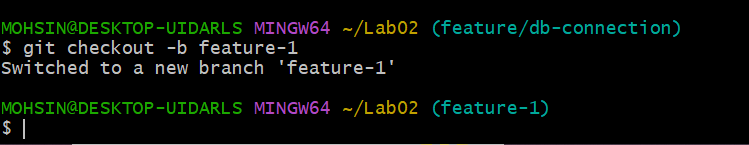 MOHSIN@DESKTOP-UIDARLS MINGW64 ~/Lab02 (feature/db-connection)
$ git checkout -b feature-1
Switched to a new branch 'feature-1'
MOHSIN@DESKTOP-UIDARLS MINGW64 ~/Lab02 (feature-1)
$